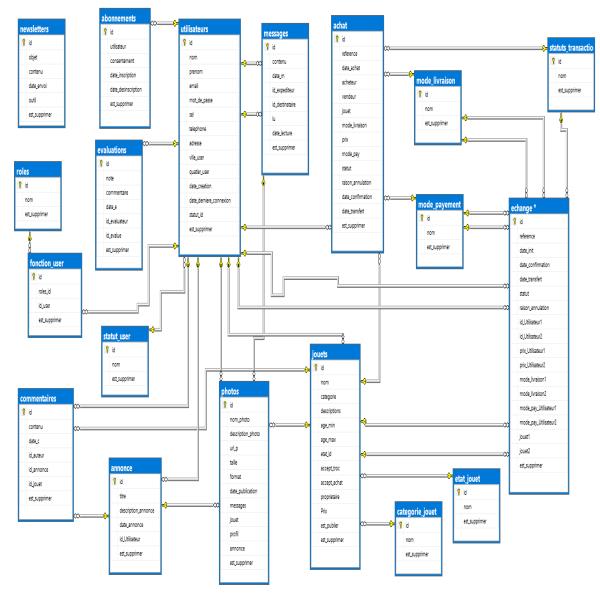 newsletters
id
objet
contenu
date_envoi
outil
est_supprimer
abonnements
id
utilisateur
consentement
date_inscription
date_desinscription
est_supprimer
utilisateurs
id
nom
prenom
email
mot_de_passe
sel
telephone
adresse
ville_user
quatier_user
date_creation
date_derniere_connexion
statut_id
est_supprimer
messages
id
contenu
date_m
id_expediteur
id_destinataire
lu
date_lecture
est_supprimer
achat
id
reference
date_achat
acheteur
vendeur
jouet
mode_livraison
prix
mode_pay
statut
raison_annulation
date_confirmation
date_transfert
est_supprimer
statuts_transactio
id
nom
est_supprimer
mode_livraison
id
nom
est_supprimer
evaluations
id
note
commentaire
date_e
id_evaluateur
id_evalue
est_supprimer
roles
id
nom
est_supprimer
mode_payement
id
nom
est_supprimer
echange *
id
reference
date_init
date_confirmation
date_transfert
statut
raison_annulation
id_Utilisateur1
id_Utilisateur2
prix_Utilisateur1
prix_Utilisateur2
mode_livraison1
mode_livraison2
mode_pay_Utilisateur1
mode_pay_Utilisateur2
jouet1
jouet2
est_supprimer
fonction_user
id
roles_id
id_user
est_supprimer
statut_user
id
nom
est_supprimer
jouets
id
nom
categorie
descriptions
age_min
age_max
etat_id
accept_troc
accept_achat
proprietaire
Prix
est_publier
est_supprimer
photos
id
nom_photo
description_photo
url_p
taille
format
date_publication
messages
jouet
profil
annonce
est_supprimer
commentaires
id
contenu
date_c
id_auteur
id_annonce
id_jouet
est_supprimer
annonce
id
titre
description_annonce
date_annonce
id_Utilisateur
est_supprimer
etat_jouet
id
nom
est_supprimer
categorie_jouet
id
nom
est_supprimer